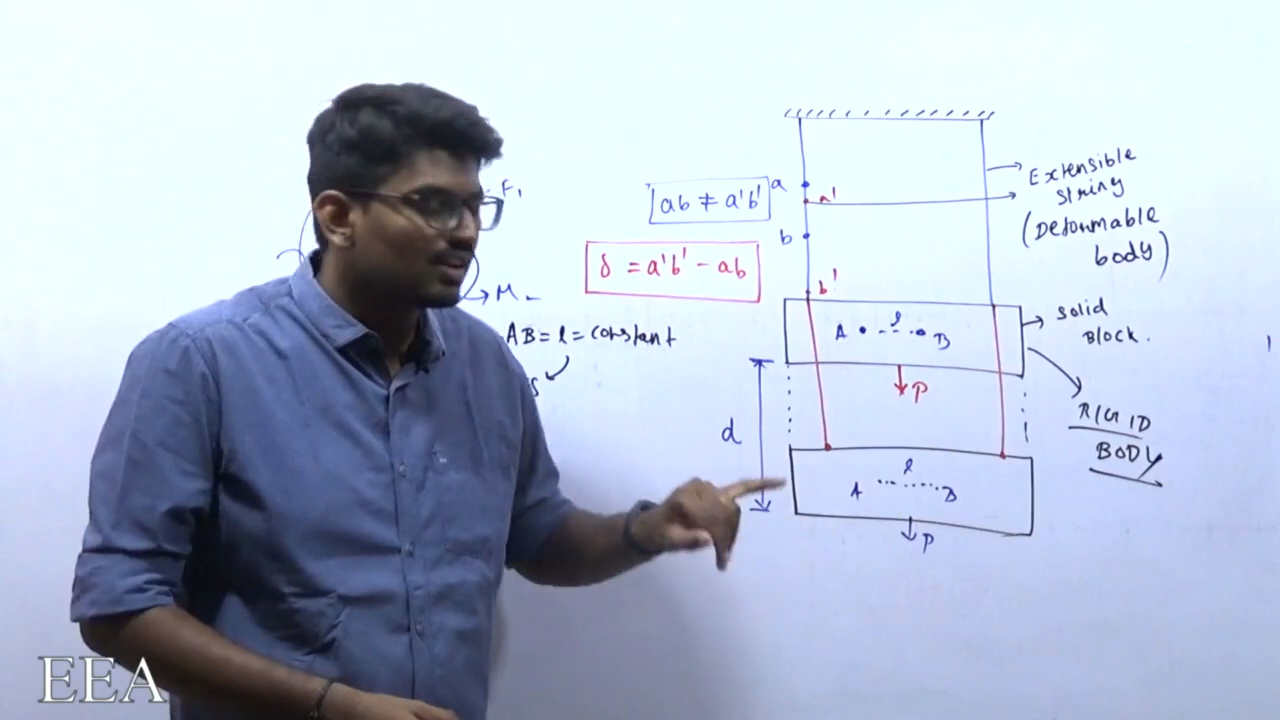 F₁
M
AB = l = constant
ab ≠ a'b'
δ = a'b' - ab
a
a'
b
b'
Extensible
string
(Deformable
body)
A l B
solid
Block.
P
RIGID
BODY
d
A l B
P
EEA